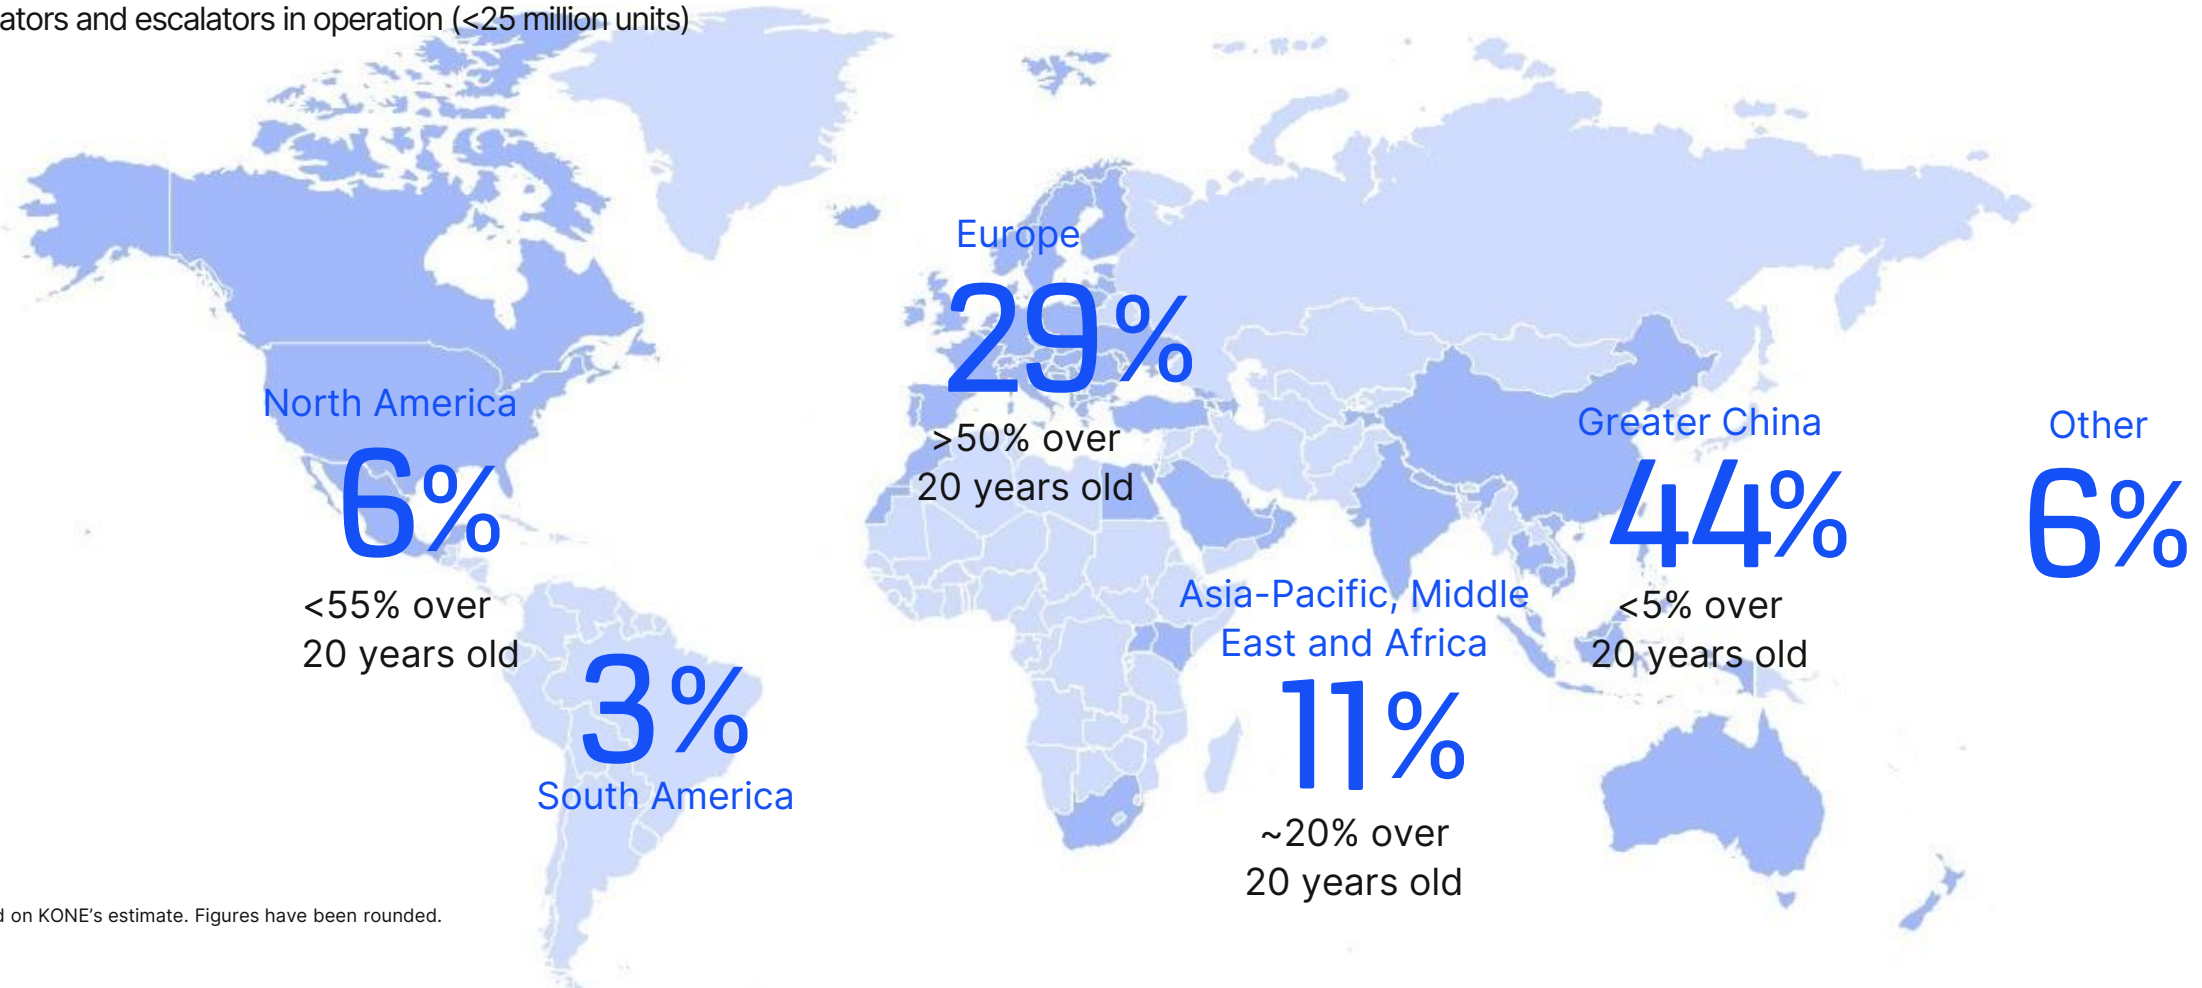 ators and escalators in operation (<25 million units)
Europe
29%
>50% over
20 years old
North America
6%
<55% over
20 years old
3%
South America
Asia-Pacific, Middle
East and Africa
11%
~20% over
20 years old
Greater China
44%
<5% over
20 years old
Other
6%
d on KONE’s estimate. Figures have been rounded.